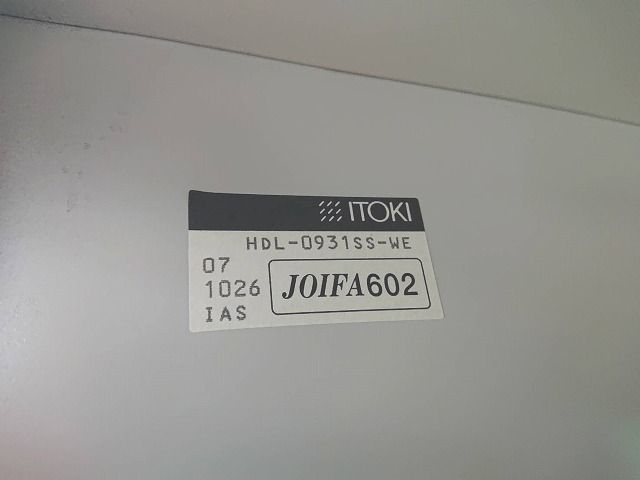 ITOKI
HDL-0931SS-WE
07
1026
IAS
JOIFA602